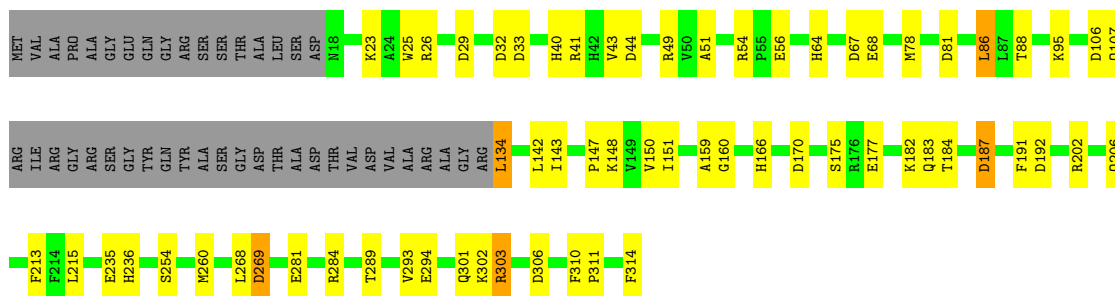 MET VAL ALA PRO ALA GLY GLU GLN GLY ARG SER SER THR ALA LEU SER ASP N18 K23 A24 W25 R26 D29 D32 D33 H40 R41 H42 V43 D44 R49 V50 A51 R54 P55 E56 H64 D67 E68 M78 D81 L86 L87 T88 K95 D106
ARG ILE ARG GLY ARG SER GLY TYR GLN TYR ALA SER GLY ASP THR ALA ASP THR VAL ASP VAL ALA ARG ALA GLY ARG L134 L142 I143 P147 K148 V149 V150 I151 A159 G160 H166 D170 S175 R176 E177 K182 Q183 T184 D187 F191 D192 R202
F213 F214 L215 E235 H236 S254 M260 L268 D269 E281 R284 T289 V293 E294 Q301 K302 R303 D306 F310 P311 F314